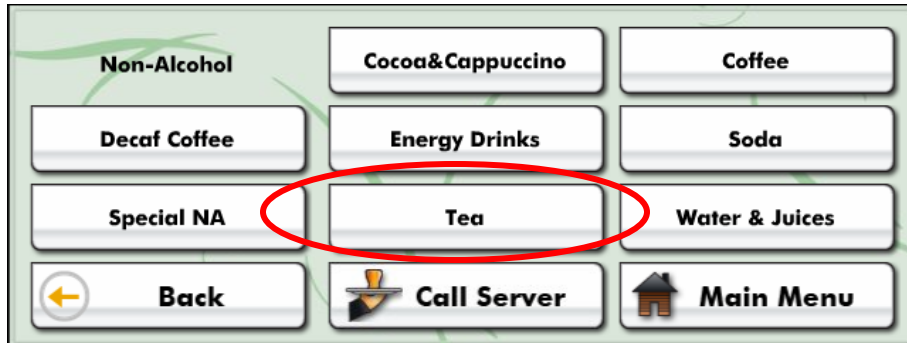 Non-Alcohol
Cocoa&Cappuccino
Coffee
Decaf Coffee
Energy Drinks
Soda
Special NA
Tea
Water & Juices
Back
Call Server
Main Menu